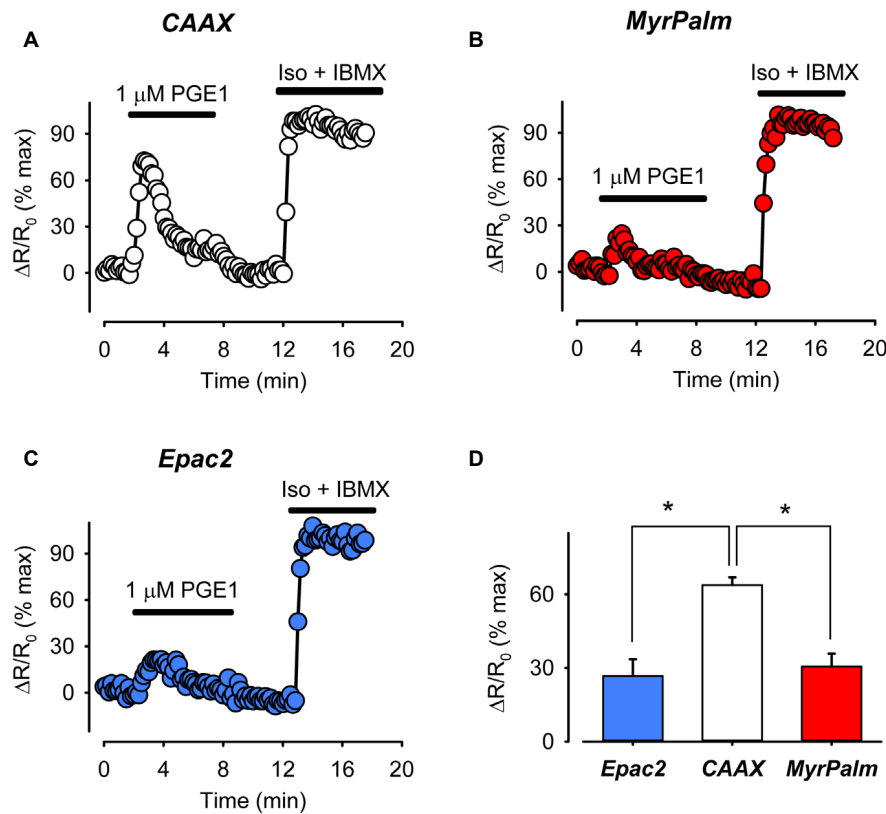 A
CAAX
1 μM PGE1
Iso + IBMX
90
60
30
0
ΔR/R0 (% max)
0 4 8 12 16 20
Time (min)
B
MyrPalm
Iso + IBMX
1 μM PGE1
90
60
30
0
ΔR/R0 (% max)
0 4 8 12 16 20
Time (min)
C
Epac2
Iso + IBMX
1 μM PGE1
90
60
30
0
ΔR/R0 (% max)
0 4 8 12 16 20
Time (min)
D
* *
60
30
0
ΔR/R0 (% max)
Epac2 CAAX MyrPalm